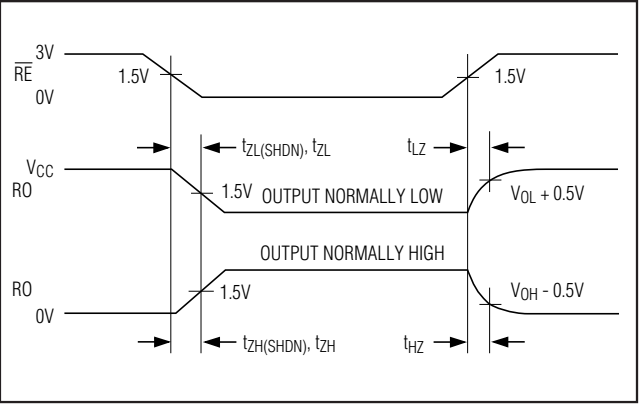 3V
R̅E̅
1.5V
1.5V
0V
tZL(SHDN), tZL
tLZ
VCC
RO
1.5V
OUTPUT NORMALLY LOW
VOL + 0.5V
OUTPUT NORMALLY HIGH
RO
1.5V
VOH - 0.5V
0V
tZH(SHDN), tZH
tHZ